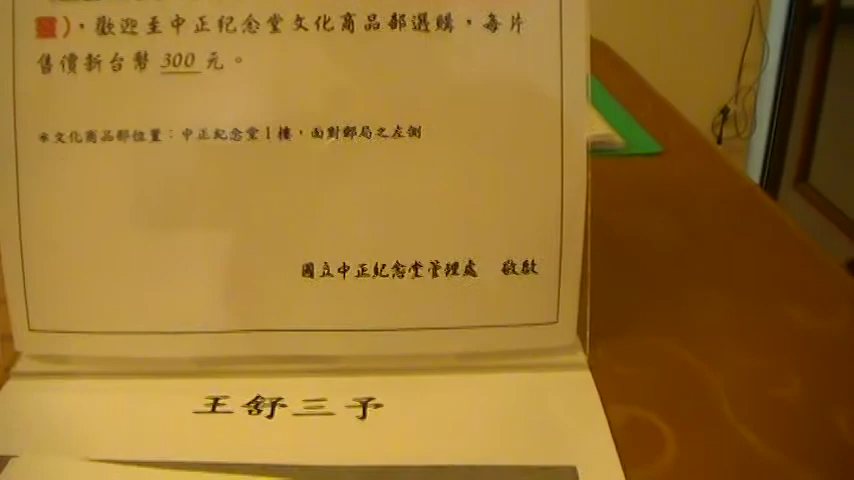 )，歡迎至中正紀念堂文化商品部選購，每片
售價新台幣 300 元。
*文化商品部位置：中正紀念堂1樓，面對郵局之左側
國立中正紀念堂管理處 敬啟
王舒三予